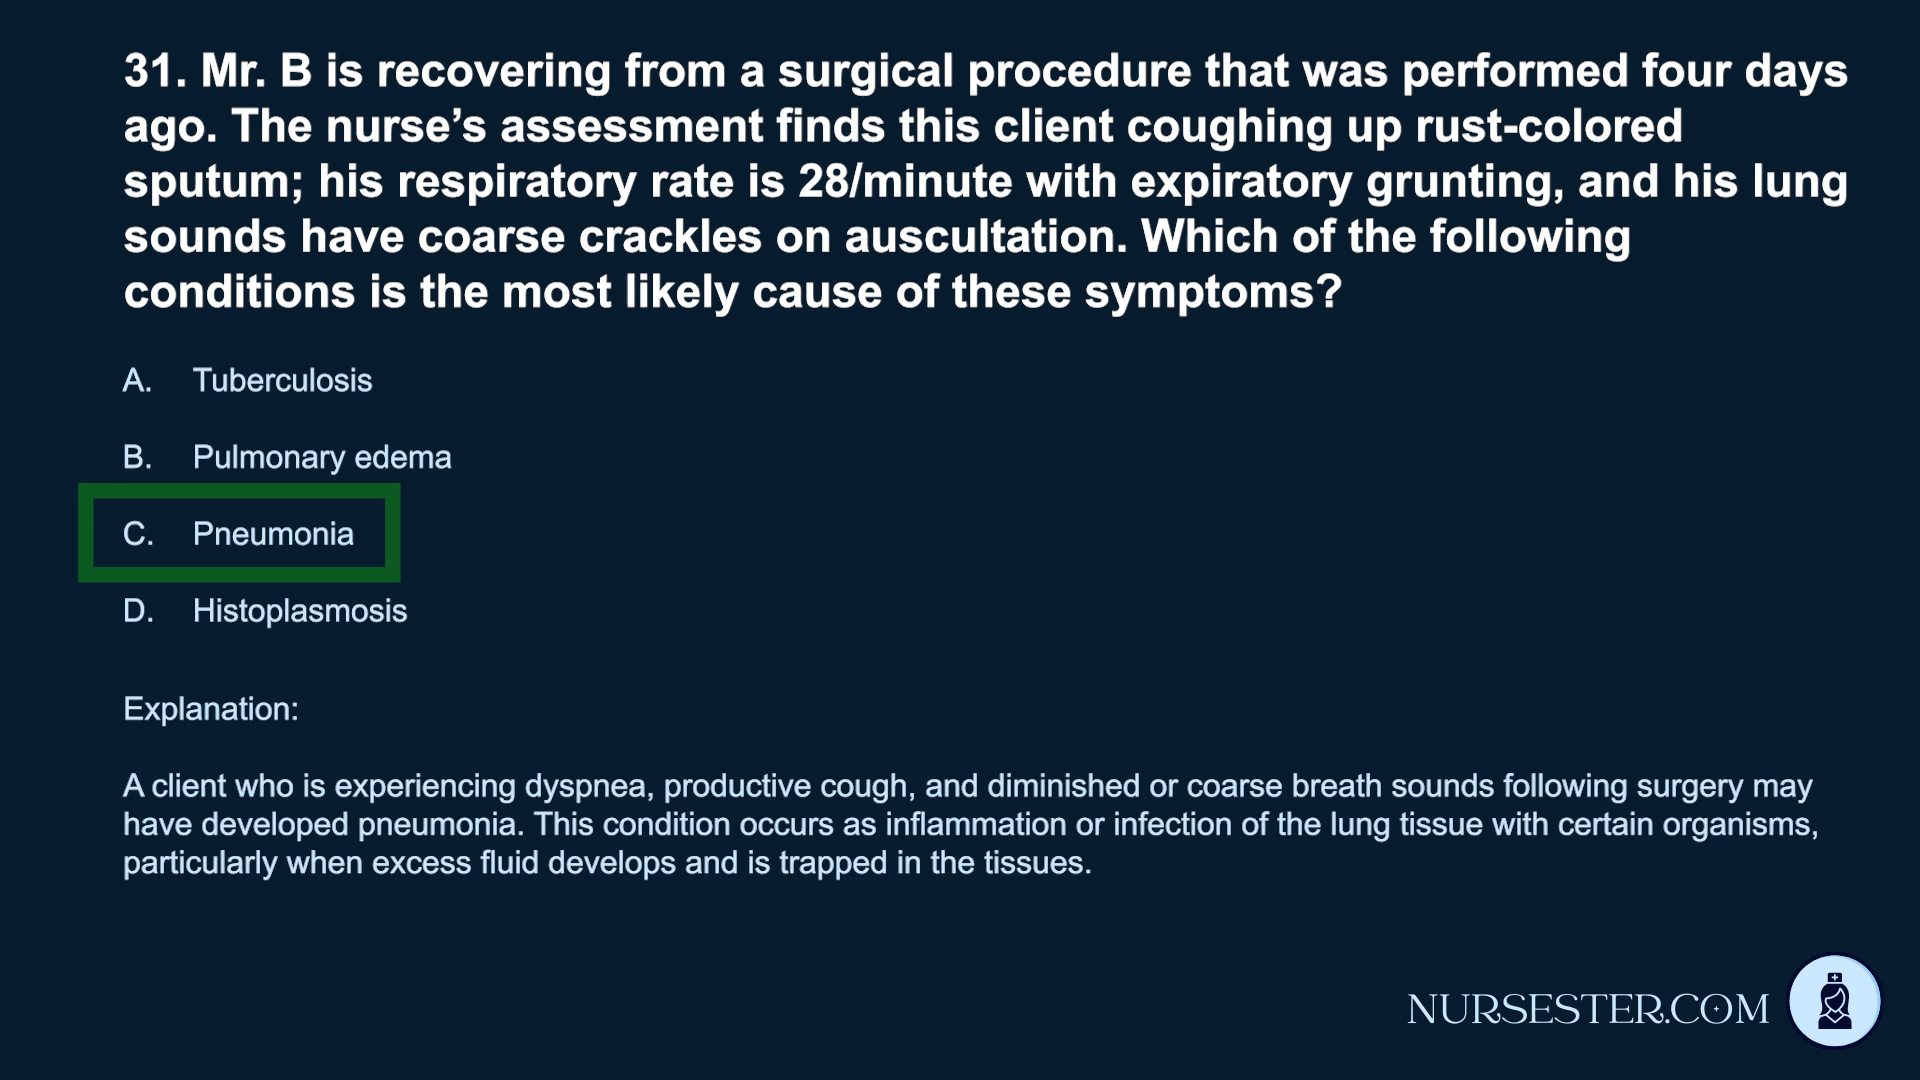 31. Mr. B is recovering from a surgical procedure that was performed four days
ago. The nurse’s assessment finds this client coughing up rust-colored
sputum; his respiratory rate is 28/minute with expiratory grunting, and his lung
sounds have coarse crackles on auscultation. Which of the following
conditions is the most likely cause of these symptoms?
A. Tuberculosis
B. Pulmonary edema
C. Pneumonia
D. Histoplasmosis
Explanation:
A client who is experiencing dyspnea, productive cough, and diminished or coarse breath sounds following surgery may
have developed pneumonia. This condition occurs as inflammation or infection of the lung tissue with certain organisms,
particularly when excess fluid develops and is trapped in the tissues.
NURSESTER.COM